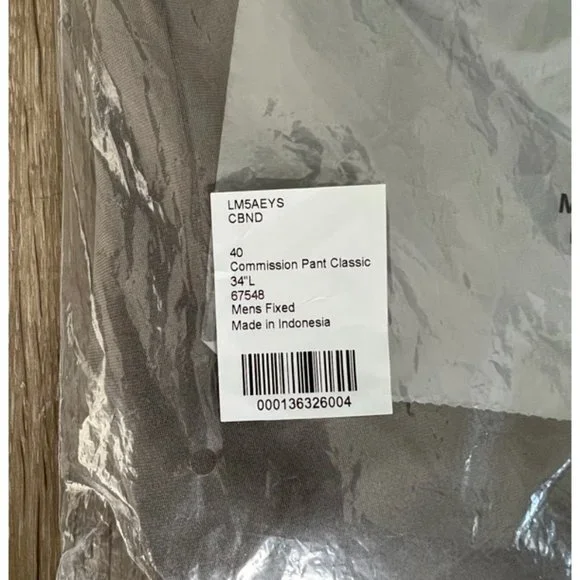 LM5AEYS
CBND
40
Commission Pant Classic
34"L
67548
Mens Fixed
Made in Indonesia
000136326004
M